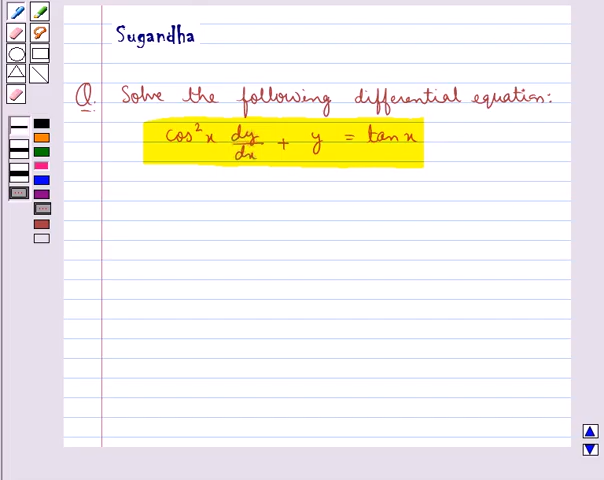 Sugandha
Q. Solve the following differential equation:
cos²x dy/dx + y = tan x